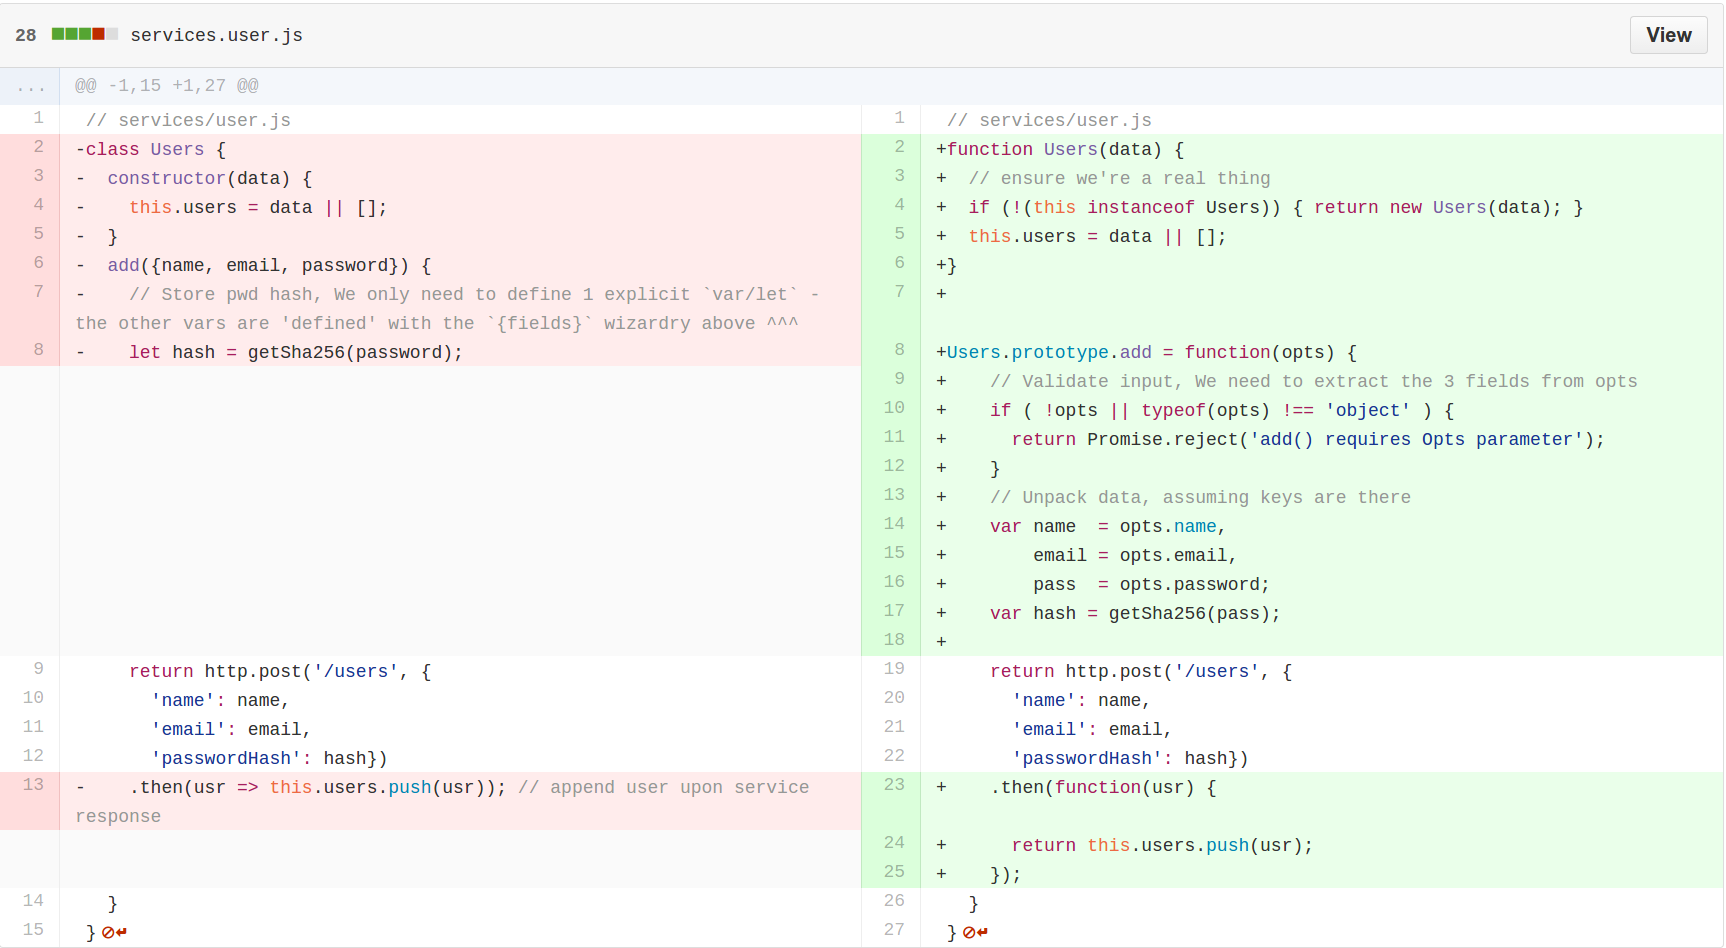 28 services.user.js View
... @@ -1,15 +1,27 @@
1 // services/user.js
2 -class Users {
3 -  constructor(data) {
4 -    this.users = data || [];
5 -  }
6 -  add({name, email, password}) {
7 -    // Store pwd hash, We only need to define 1 explicit `var/let` -
the other vars are 'defined' with the `{fields}` wizardry above ^^^
8 -    let hash = getSha256(password);
9     return http.post('/users', {
10       'name': name,
11       'email': email,
12       'passwordHash': hash})
13 -    .then(usr => this.users.push(usr)); // append user upon service
response
14   }
15 }
1 // services/user.js
2 +function Users(data) {
3 +  // ensure we're a real thing
4 +  if (!(this instanceof Users)) { return new Users(data); }
5 +  this.users = data || [];
6 +}
7 +
8 +Users.prototype.add = function(opts) {
9 +    // Validate input, We need to extract the 3 fields from opts
10 +    if ( !opts || typeof(opts) !== 'object' ) {
11 +      return Promise.reject('add() requires Opts parameter');
12 +    }
13 +    // Unpack data, assuming keys are there
14 +    var name  = opts.name,
15 +        email = opts.email,
16 +        pass  = opts.password;
17 +    var hash = getSha256(pass);
18 +
19     return http.post('/users', {
20       'name': name,
21       'email': email,
22       'passwordHash': hash})
23 +    .then(function(usr) {
24 +      return this.users.push(usr);
25 +    });
26   }
27 }